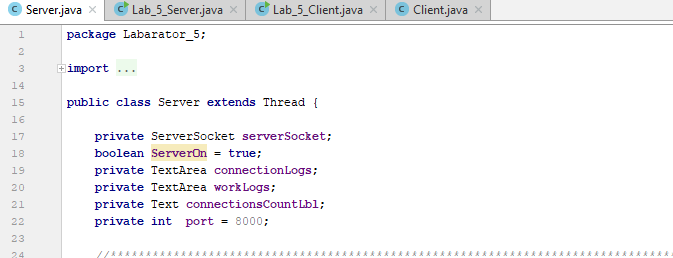 Server.java Lab_5_Server.java Lab_5_Client.java Client.java
1 package Labarator_5;
2
3 import ...
14
15 public class Server extends Thread {
16
17 private ServerSocket serverSocket;
18 boolean ServerOn = true;
19 private TextArea connectionLogs;
20 private TextArea workLogs;
21 private Text connectionsCountLbl;
22 private int port = 8000;
23
24